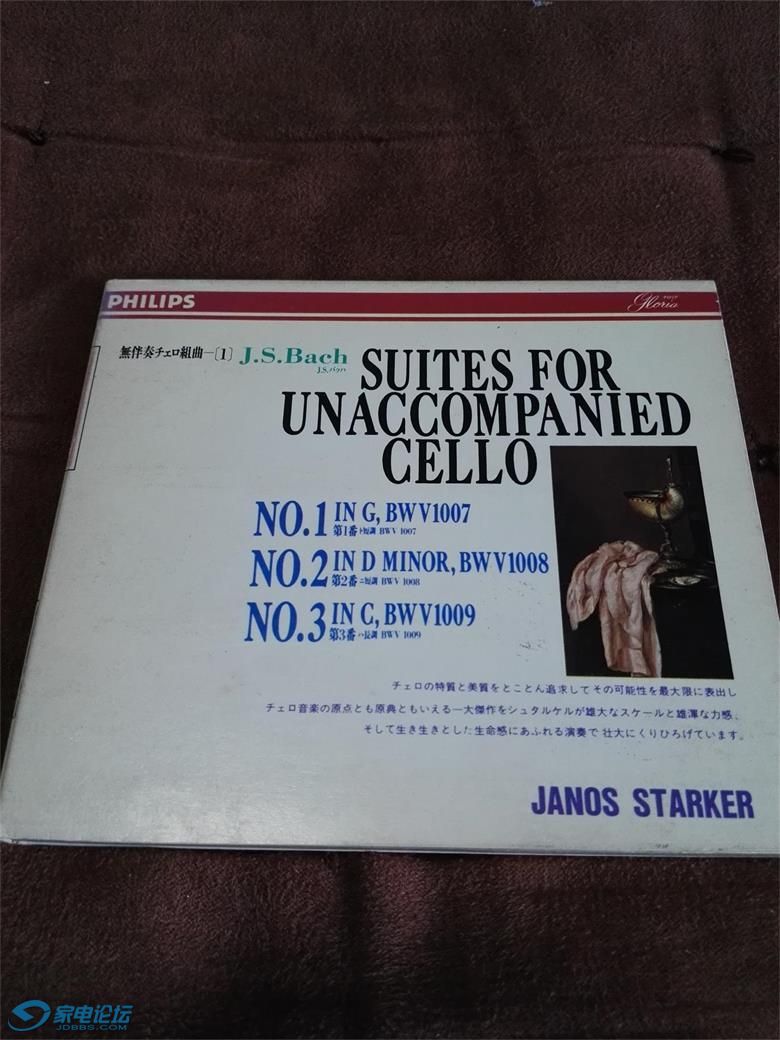 PHILIPS
Gloria
無伴奏チェロ組曲—〔1〕 J.S.Bach
J.S.バッハ
SUITES FOR
UNACCOMPANIED
CELLO
NO.1 IN G, BWV1007
第1番 ト短調 BWV 1007
NO.2 IN D MINOR, BWV1008
第2番 ニ短調 BWV 1008
NO.3 IN C, BWV1009
第3番 ハ長調 BWV 1009
チェロの特質と美質をとことん追求してその可能性を最大限に表出し
チェロ音楽の原点とも原典ともいえる一大傑作をシュタルケルが雄大なスケールと雄渾な力感、
そして生き生きとした生命感にあふれる演奏で壮大にくりひろげています。
JANOS STARKER
家电论坛
JDBBS.COM